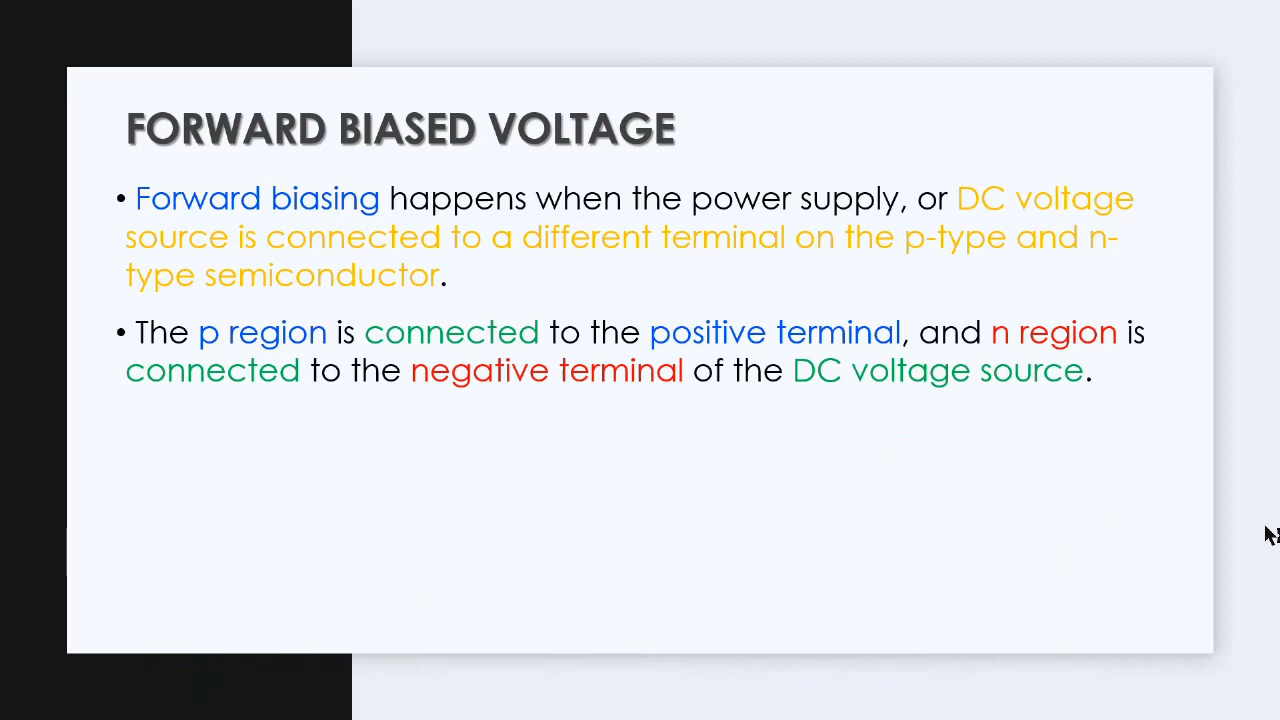 FORWARD BIASED VOLTAGE
• Forward biasing happens when the power supply, or DC voltage
source is connected to a different terminal on the p-type and n-
type semiconductor.
• The p region is connected to the positive terminal, and n region is
connected to the negative terminal of the DC voltage source.